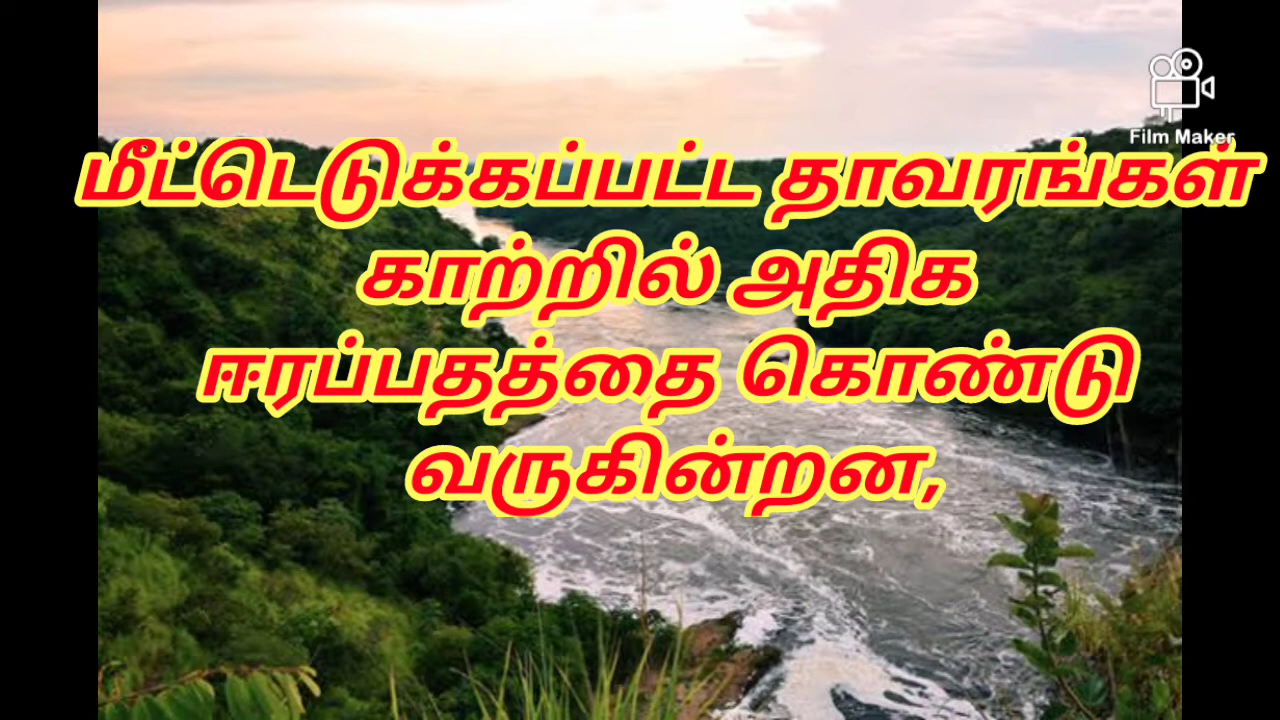 Film Maker
மீட்டெடுக்கப்பட்ட தாவரங்கள்
காற்றில் அதிக
ஈரப்பதத்தை கொண்டு
வருகின்றன,